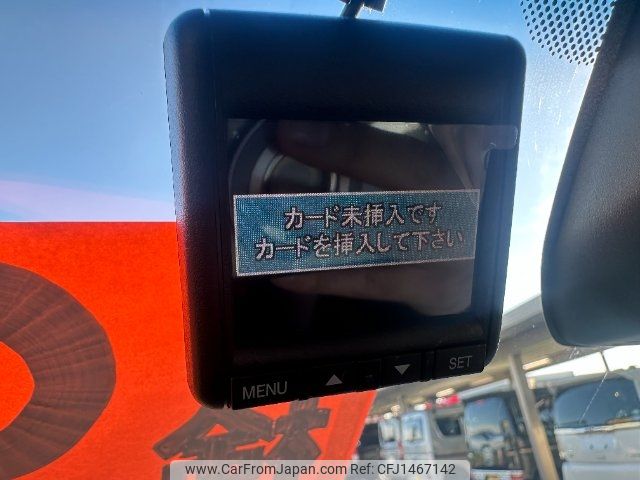 カード未挿入です
カードを挿入して下さい
MENU ▲ - ▼ SET
www.CarFromJapan.com [REF No:CFJ1467142]